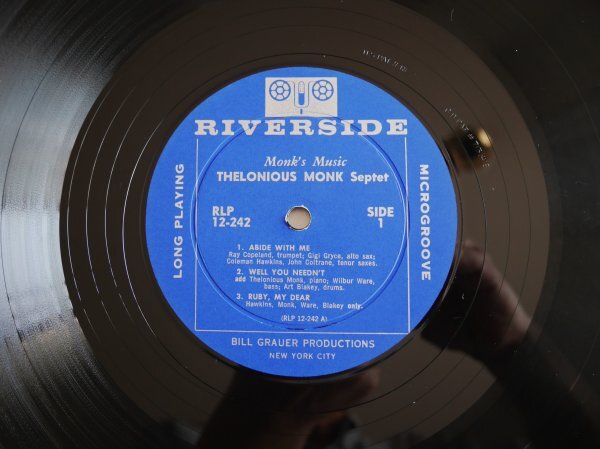 RIVERSIDE
Monk's Music
THELONIOUS MONK Septet
LONG PLAYING
MICROGROOVE
RLP
12-242
SIDE
1
1. ABIDE WITH ME
Ray Copeland, trumpet; Gigi Gryce, alto sax;
Coleman Hawkins, John Coltrane, tenor saxes.
2. WELL YOU NEEDN'T
add Thelonious Monk, piano; Wilbur Ware,
bass; Art Blakey, drums.
3. RUBY, MY DEAR
Hawkins, Monk, Ware, Blakey only.
(RLP 12-242 A)
BILL GRAUER PRODUCTIONS
NEW YORK CITY